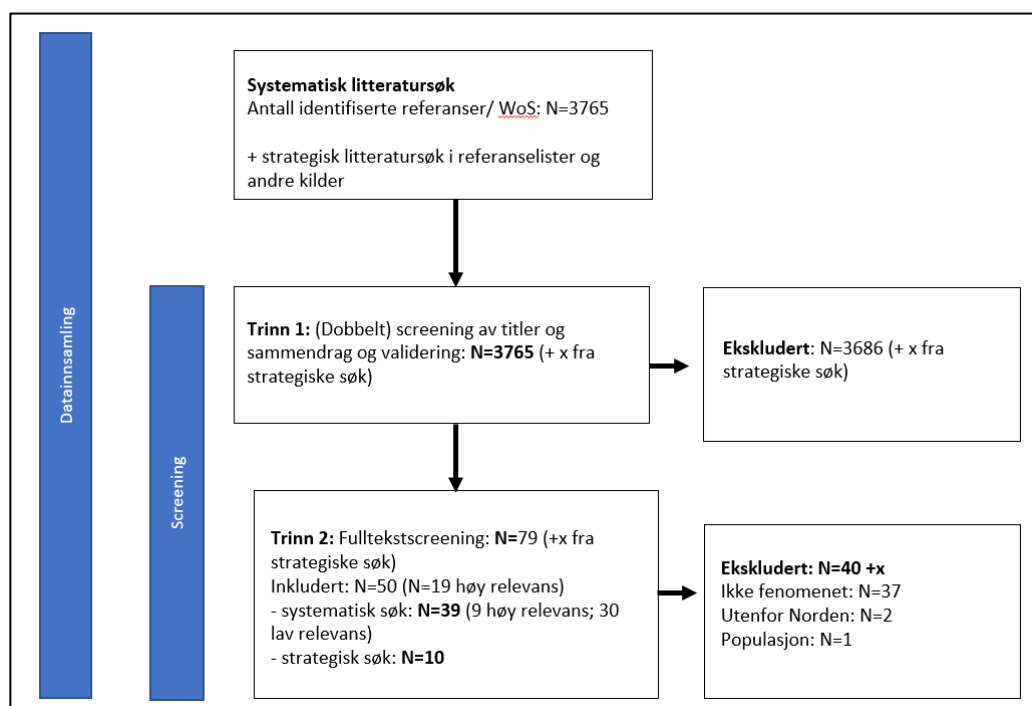 Datainnsamling
Screening
Systematisk litteratursøk
Antall identifiserte referanser/ WoS: N=3765
+ strategisk litteratursøk i referanselister og
andre kilder
Trinn 1: (Dobbelt) screening av titler og
sammendrag og validering: N=3765 (+ x fra
strategiske søk)
Ekskludert: N=3686 (+ x fra
strategiske søk)
Trinn 2: Fulltekstscreening: N=79 (+x fra
strategiske søk)
Inkludert: N=50 (N=19 høy relevans)
- systematisk søk: N=39 (9 høy relevans; 30
lav relevans)
- strategisk søk: N=10
Ekskludert: N=40 +x
Ikke fenomenet: N=37
Utenfor Norden: N=2
Populasjon: N=1